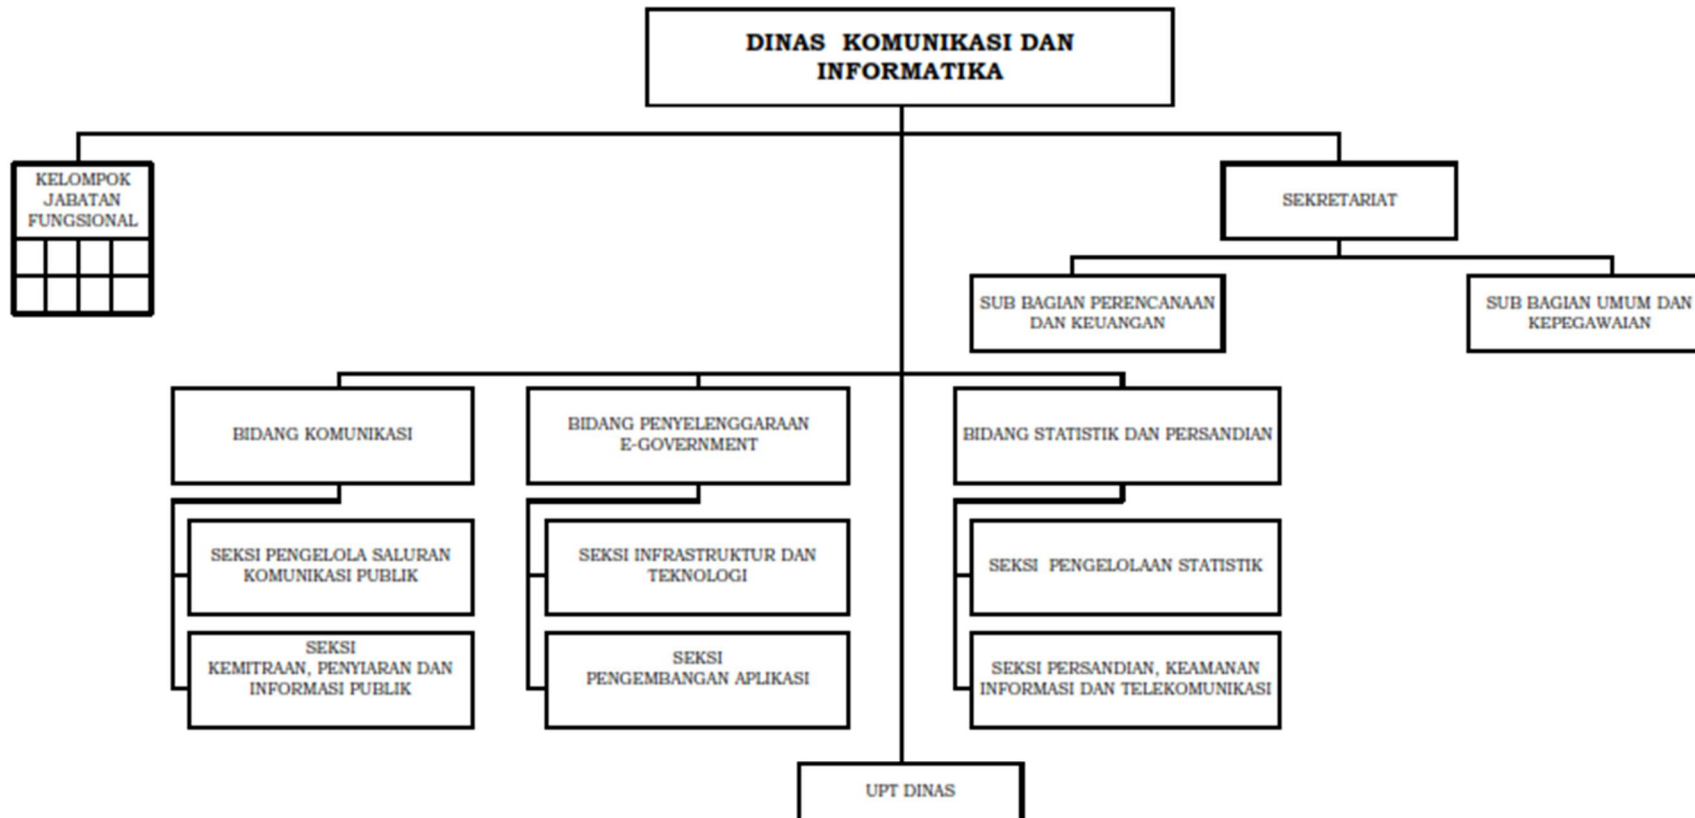 DINAS KOMUNIKASI DAN
INFORMATIKA
KELOMPOK
JABATAN
FUNGSIONAL
SEKRETARIAT
SUB BAGIAN PERENCANAAN
DAN KEUANGAN
SUB BAGIAN UMUM DAN
KEPEGAWAIAN
BIDANG KOMUNIKASI
BIDANG PENYELENGGARAAN
E-GOVERNMENT
BIDANG STATISTIK DAN PERSANDIAN
SEKSI PENGELOLA SALURAN
KOMUNIKASI PUBLIK
SEKSI INFRASTRUKTUR DAN
TEKNOLOGI
SEKSI PENGELOLAAN STATISTIK
SEKSI
KEMITRAAN, PENYIARAN DAN
INFORMASI PUBLIK
SEKSI
PENGEMBANGAN APLIKASI
SEKSI PERSANDIAN, KEAMANAN
INFORMASI DAN TELEKOMUNIKASI
UPT DINAS